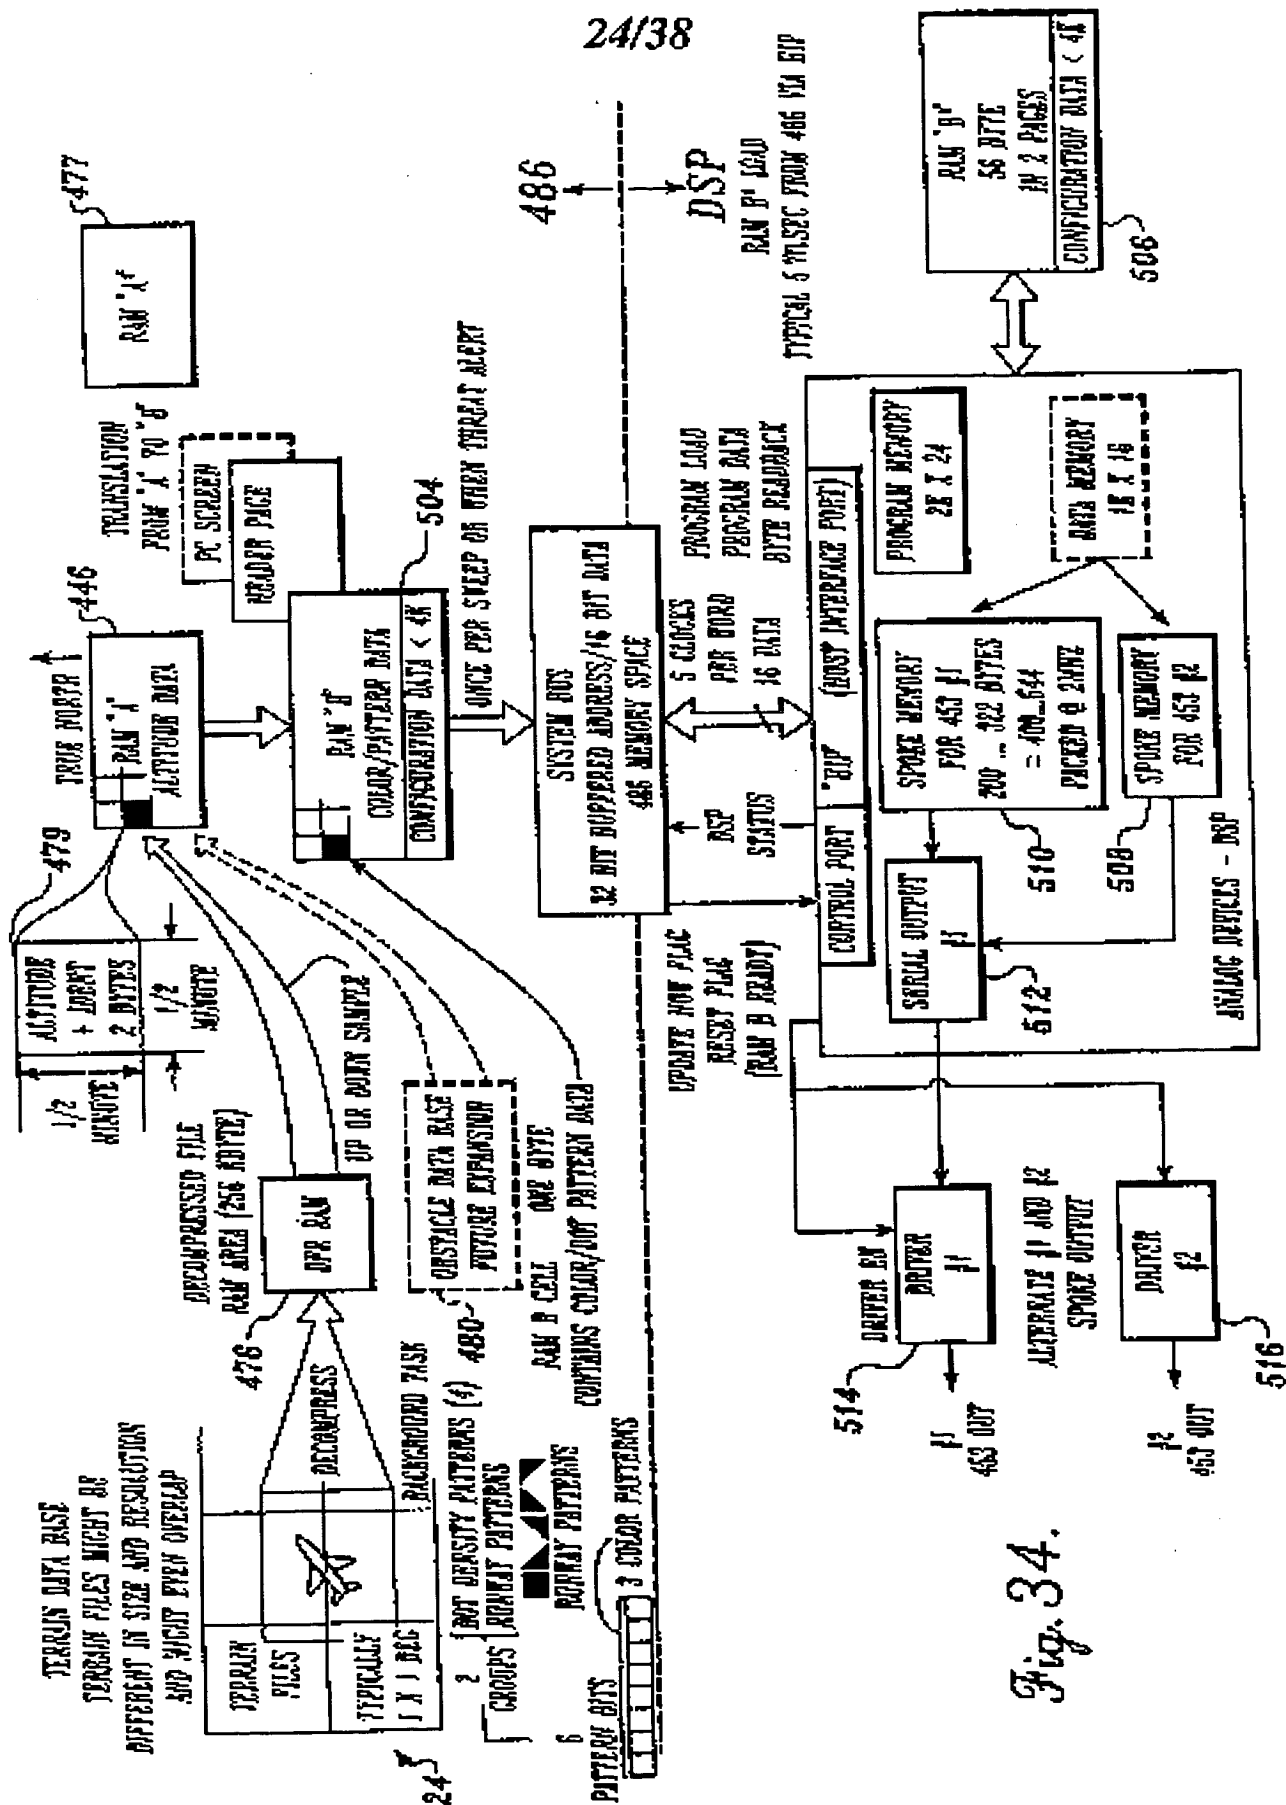 24/38
TERRAIN DATA BASE
TERRAIN FILES MIGHT BE
DIFFERENT IN SIZE AND RESOLUTION
AND MIGHT EVEN OVERLAP
TERRAIN
FILES
TYPICALLY
1 X 1 DEG
24
DECOMPRESS
BACKGROUND TASK
DECOMPRESSED FILE
RAM AREA (256 KBYTE)
DPR RAM
476
UP OR DOWN SAMPLE
1/2
MINUTE
ALTITUDE
+ IDENT
2 BYTES
1/2
MINUTE
479
TRUE NORTH
446
RAM "A"
ALTITUDE DATA
RAM "A"
477
TRANSLATION
FROM "A" TO "B"
PC SCREEN
HEADER PAGE
RAM "B"
COLOR/PATTERN DATA
CONFIGURATION DATA < 4K
504
ONCE PER SWEEP OR WHEN THREAT ALERT
OBSTACLE DATA BASE
FUTURE EXPANSION
480
RAM B CELL ONE BYTE
CONTAINS COLOR/DOT PATTERN DATA
2
GROUPS
DOT DENSITY PATTERNS (4)
RUNWAY PATTERNS
RUNWAY PATTERNS
6
PATTERN BITS
3 COLOR PATTERNS
SYSTEM BUS
32 BIT BUFFERED ADDRESS/16 BIT DATA
486 MEMORY SPACE
486
DSP
RAM B' LOAD
TYPICAL 5 MSEC FROM 486 VIA HIP
UPDATE NOW FLAG
RESET FLAG
(RAM B READY)
DSP
STATUS
5 CLOCKS
PER WORD
16 DATA
PROGRAM LOAD
PROGRAM DATA
BYTE READBACK
CONTROL PORT
"HIP" (HOST INTERFACE PORT)
PROGRAM MEMORY
2K X 24
DATA MEMORY
1K X 16
SPOKE MEMORY
FOR 453 #1
200 ... 322 BYTES
= 400...644
PACKED @ 2MHZ
510
SPOKE MEMORY
FOR 453 #2
508
SERIAL OUTPUT
#1
512
ANALOG DEVICES - DSP
RAM "B"
56 BYTE
IN 2 PAGES
CONFIGURATION DATA < 4K
506
DRIVER EN
DRIVER
#1
514
#1
453 OUT
ALTERNATE #1 AND #2
SPOKE OUTPUT
DRIVER
#2
516
#2
453 OUT
Fig. 34.